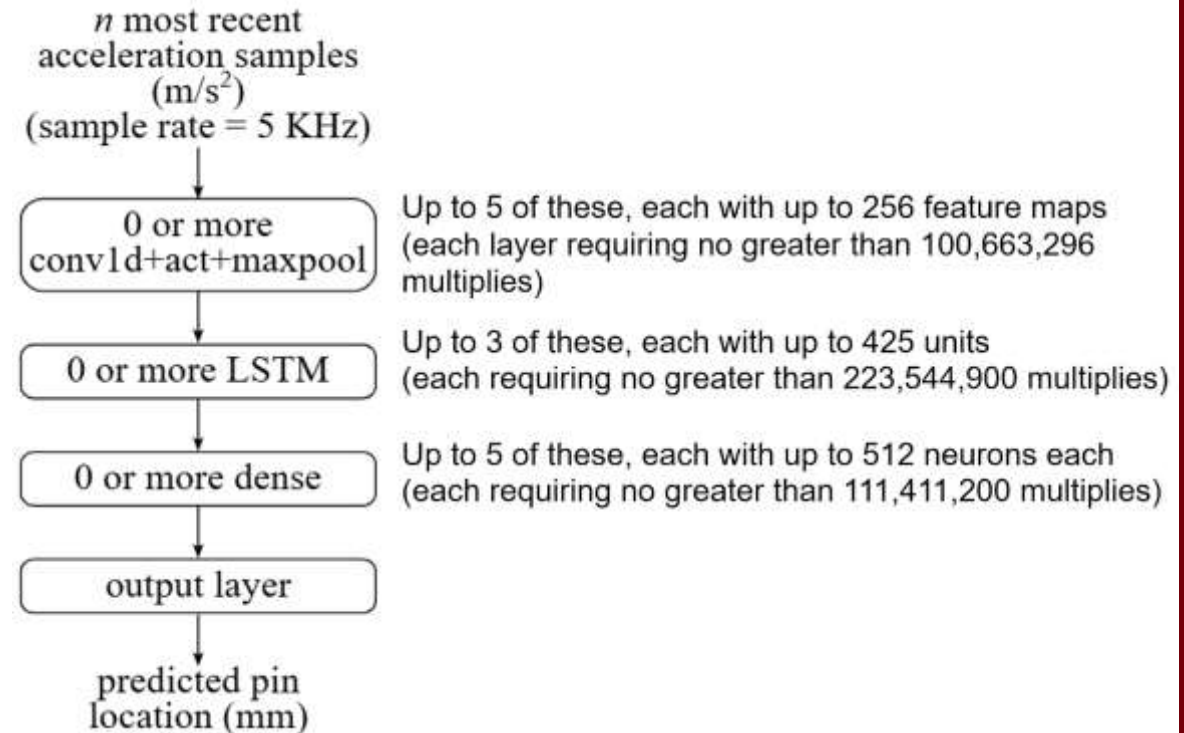 n most recent
acceleration samples
(m/s²)
(sample rate = 5 KHz)
0 or more
conv1d+act+maxpool
Up to 5 of these, each with up to 256 feature maps
(each layer requiring no greater than 100,663,296
multiplies)
0 or more LSTM
Up to 3 of these, each with up to 425 units
(each requiring no greater than 223,544,900 multiplies)
0 or more dense
Up to 5 of these, each with up to 512 neurons each
(each requiring no greater than 111,411,200 multiplies)
output layer
predicted pin
location (mm)